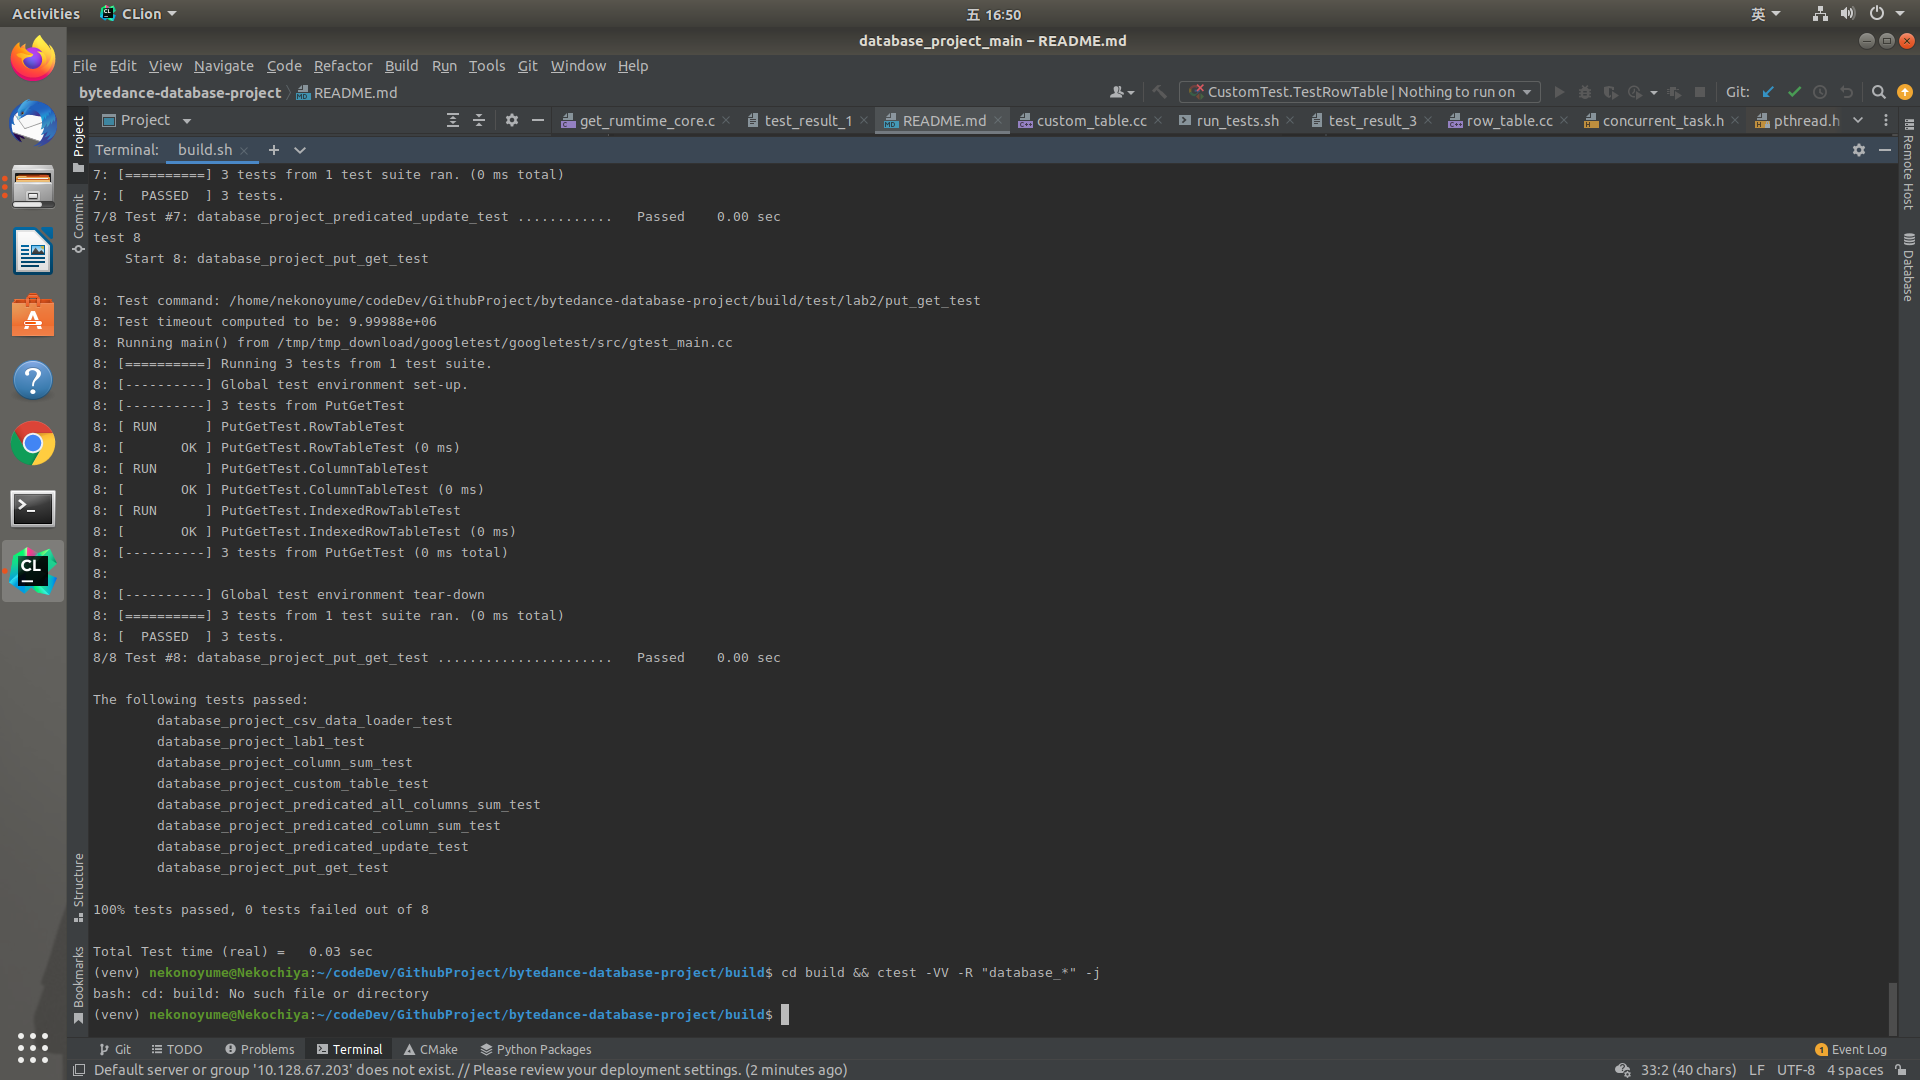 Activities
CLion
五 16:50
英
database_project_main – README.md
File Edit View Navigate Code Refactor Build Run Tools Git Window Help
bytedance-database-project
README.md
CustomTest.TestRowTable | Nothing to run on
Git:
Project
get_rumtime_core.c
test_result_1
README.md
custom_table.cc
run_tests.sh
test_result_3
row_table.cc
concurrent_task.h
pthread.h
Terminal:
build.sh
7: [==========] 3 tests from 1 test suite ran. (0 ms total)
7: [  PASSED  ] 3 tests.
7/8 Test #7: database_project_predicated_update_test ............   Passed    0.00 sec
test 8
    Start 8: database_project_put_get_test
8: Test command: /home/nekonoyume/codeDev/GithubProject/bytedance-database-project/build/test/lab2/put_get_test
8: Test timeout computed to be: 9.99988e+06
8: Running main() from /tmp/tmp_download/googletest/googletest/src/gtest_main.cc
8: [==========] Running 3 tests from 1 test suite.
8: [----------] Global test environment set-up.
8: [----------] 3 tests from PutGetTest
8: [ RUN      ] PutGetTest.RowTableTest
8: [       OK ] PutGetTest.RowTableTest (0 ms)
8: [ RUN      ] PutGetTest.ColumnTableTest
8: [       OK ] PutGetTest.ColumnTableTest (0 ms)
8: [ RUN      ] PutGetTest.IndexedRowTableTest
8: [       OK ] PutGetTest.IndexedRowTableTest (0 ms)
8: [----------] 3 tests from PutGetTest (0 ms total)
8:
8: [----------] Global test environment tear-down
8: [==========] 3 tests from 1 test suite ran. (0 ms total)
8: [  PASSED  ] 3 tests.
8/8 Test #8: database_project_put_get_test ......................   Passed    0.00 sec
The following tests passed:
database_project_csv_data_loader_test
database_project_lab1_test
database_project_column_sum_test
database_project_custom_table_test
database_project_predicated_all_columns_sum_test
database_project_predicated_column_sum_test
database_project_predicated_update_test
database_project_put_get_test
100% tests passed, 0 tests failed out of 8
Total Test time (real) =   0.03 sec
(venv) nekonoyume@Nekochiya:~/codeDev/GithubProject/bytedance-database-project/build$ cd build && ctest -VV -R "database_*" -j
bash: cd: build: No such file or directory
(venv) nekonoyume@Nekochiya:~/codeDev/GithubProject/bytedance-database-project/build$
Project
Commit
Structure
Bookmarks
Remote Host
Database
CL
Git
TODO
Problems
Terminal
CMake
Python Packages
1 Event Log
Default server or group '10.128.67.203' does not exist. // Please review your deployment settings. (2 minutes ago)
33:2 (40 chars) LF UTF-8 4 spaces